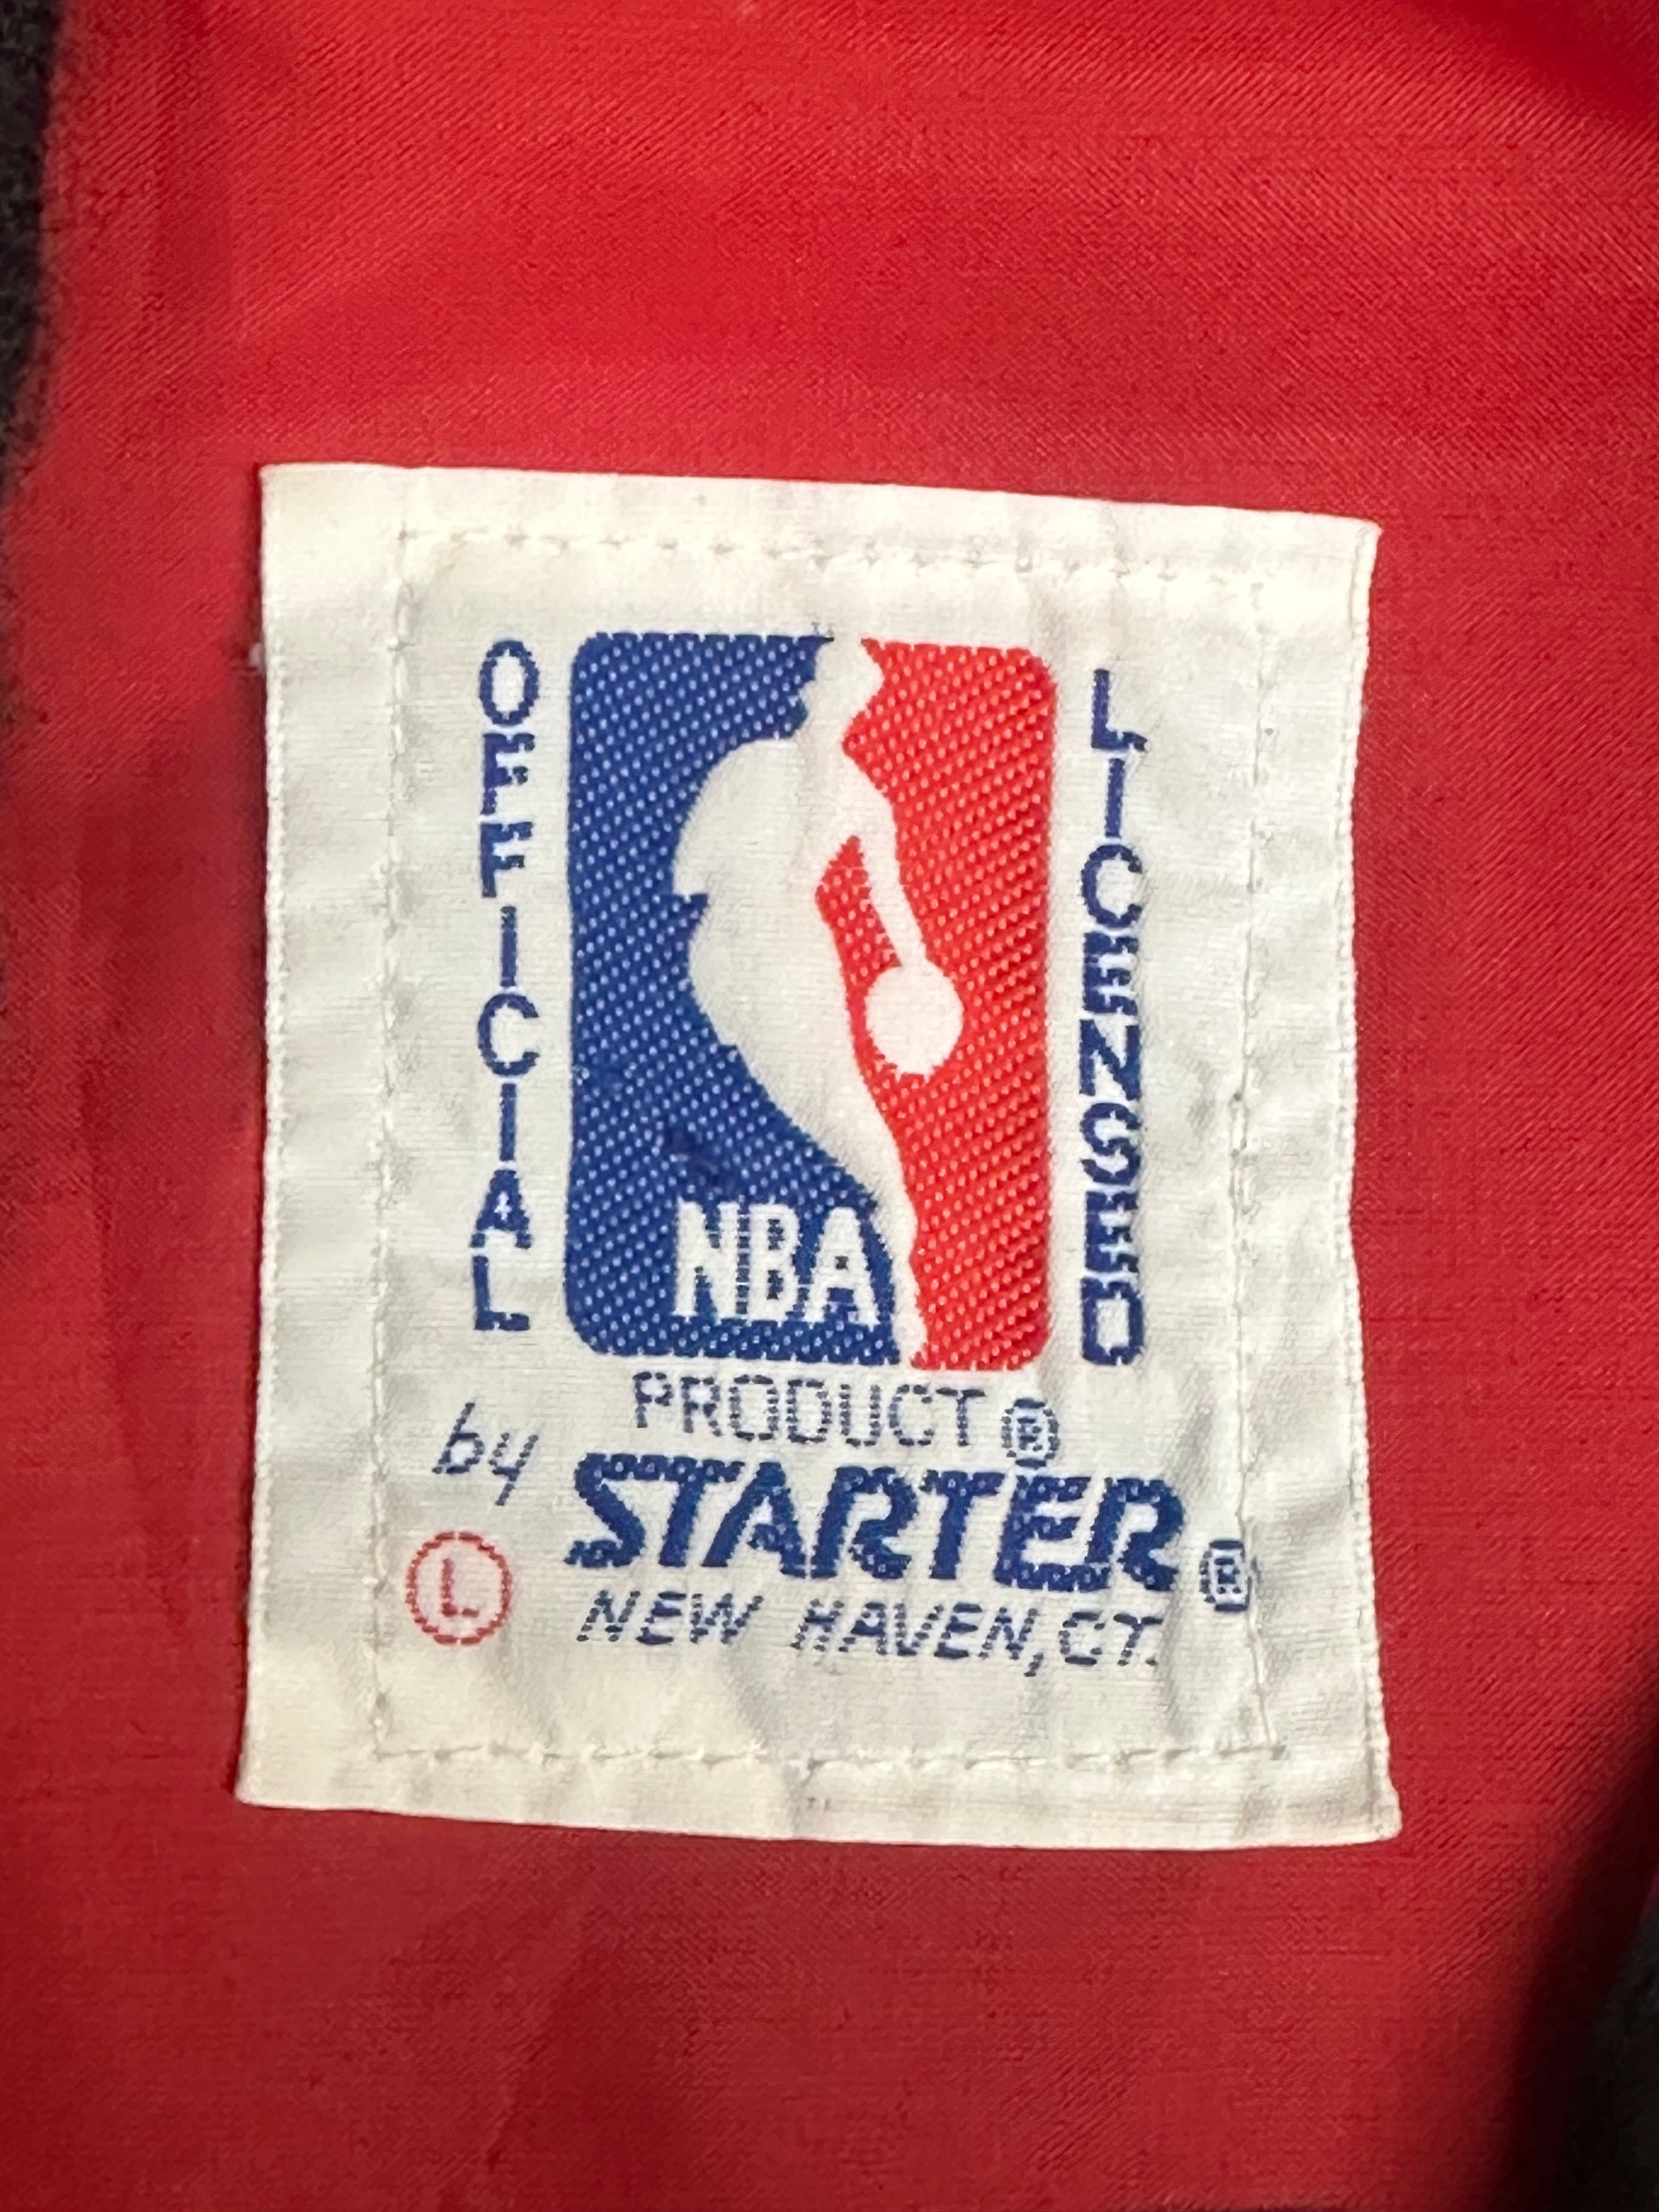 OFFICIAL
LICENSED
NBA
PRODUCT ®
by
STARTER ®
L
NEW HAVEN, CT.